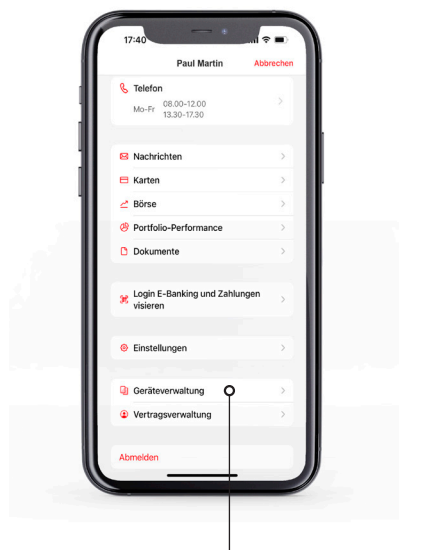 17:40
Paul Martin Abbrechen
Telefon
Mo-Fr 08.00-12.00
13.30-17.30
Nachrichten
Karten
Börse
Portfolio-Performance
Dokumente
Login E-Banking und Zahlungen
visieren
Einstellungen
Geräteverwaltung
Vertragsverwaltung
Abmelden